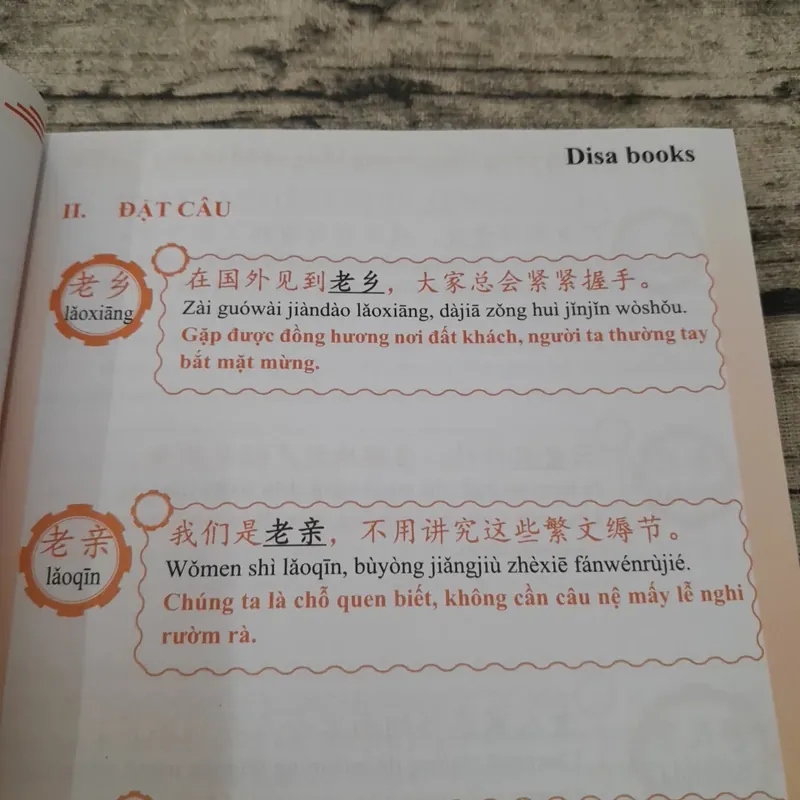 Disa books
II. ĐẶT CÂU
老乡
lǎoxiāng
在国外见到老乡，大家总会紧紧握手。
Zài guówài jiàndào lǎoxiāng, dàjiā zǒng huì jǐnjǐn wòshǒu.
Gặp được đồng hương nơi đất khách, người ta thường tay
bắt mặt mừng.
老亲
lǎoqīn
我们是老亲，不用讲究这些繁文缛节。
Wǒmen shì lǎoqīn, bùyòng jiǎngjiù zhèxiē fánwénrùjié.
Chúng ta là chỗ quen biết, không cần câu nệ mấy lễ nghi
rườm rà.